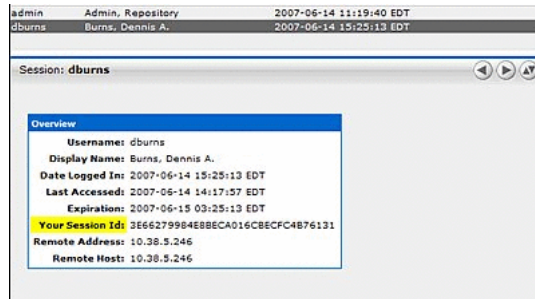 admin Admin, Repository 2007-06-14 11:19:40 EDT
dburns Burns, Dennis A. 2007-06-14 15:25:13 EDT
Session: dburns
Overview
Username: dburns
Display Name: Burns, Dennis A.
Date Logged In: 2007-06-14 15:25:13 EDT
Last Accessed: 2007-06-14 14:17:57 EDT
Expiration: 2007-06-15 03:25:13 EDT
Your Session Id: 3E66279984E8BECA016CBECFC4B76131
Remote Address: 10.38.5.246
Remote Host: 10.38.5.246